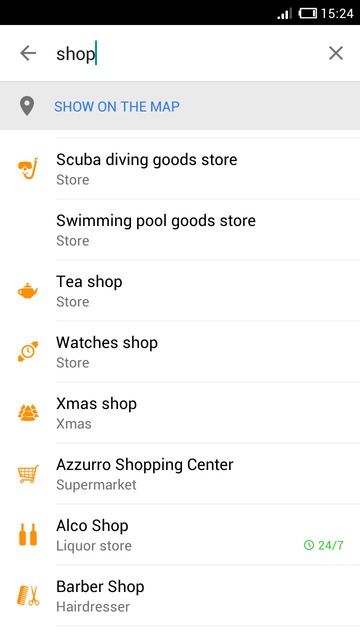 15:24
shop
SHOW ON THE MAP
Scuba diving goods store
Store
Swimming pool goods store
Store
Tea shop
Store
Watches shop
Store
Xmas shop
Xmas
Azzurro Shopping Center
Supermarket
Alco Shop
Liquor store
24/7
Barber Shop
Hairdresser